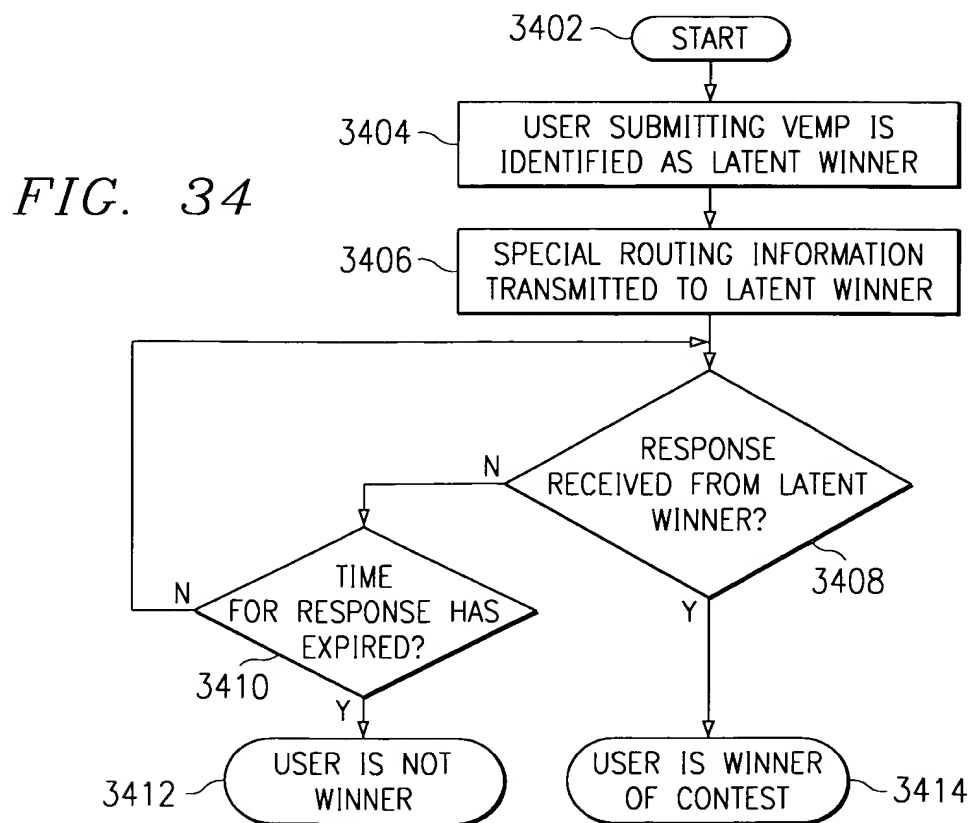 3402
START
3404
USER SUBMITTING VEMP IS
IDENTIFIED AS LATENT WINNER
FIG. 34
3406
SPECIAL ROUTING INFORMATION
TRANSMITTED TO LATENT WINNER
RESPONSE
RECEIVED FROM LATENT
WINNER?
N
3408
Y
TIME
FOR RESPONSE HAS
EXPIRED?
N
3410
Y
USER IS NOT
WINNER
3412
USER IS WINNER
OF CONTEST
3414